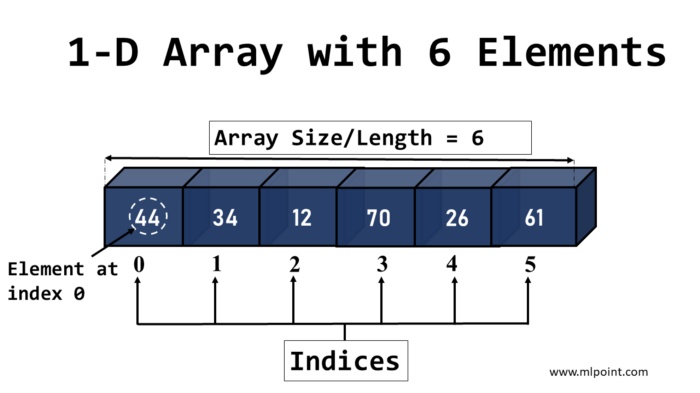 1-D Array with 6 Elements
Array Size/Length = 6
44 34 12 70 26 61
Element at
index 0
0 1 2 3 4 5
Indices
www.mlpoint.com